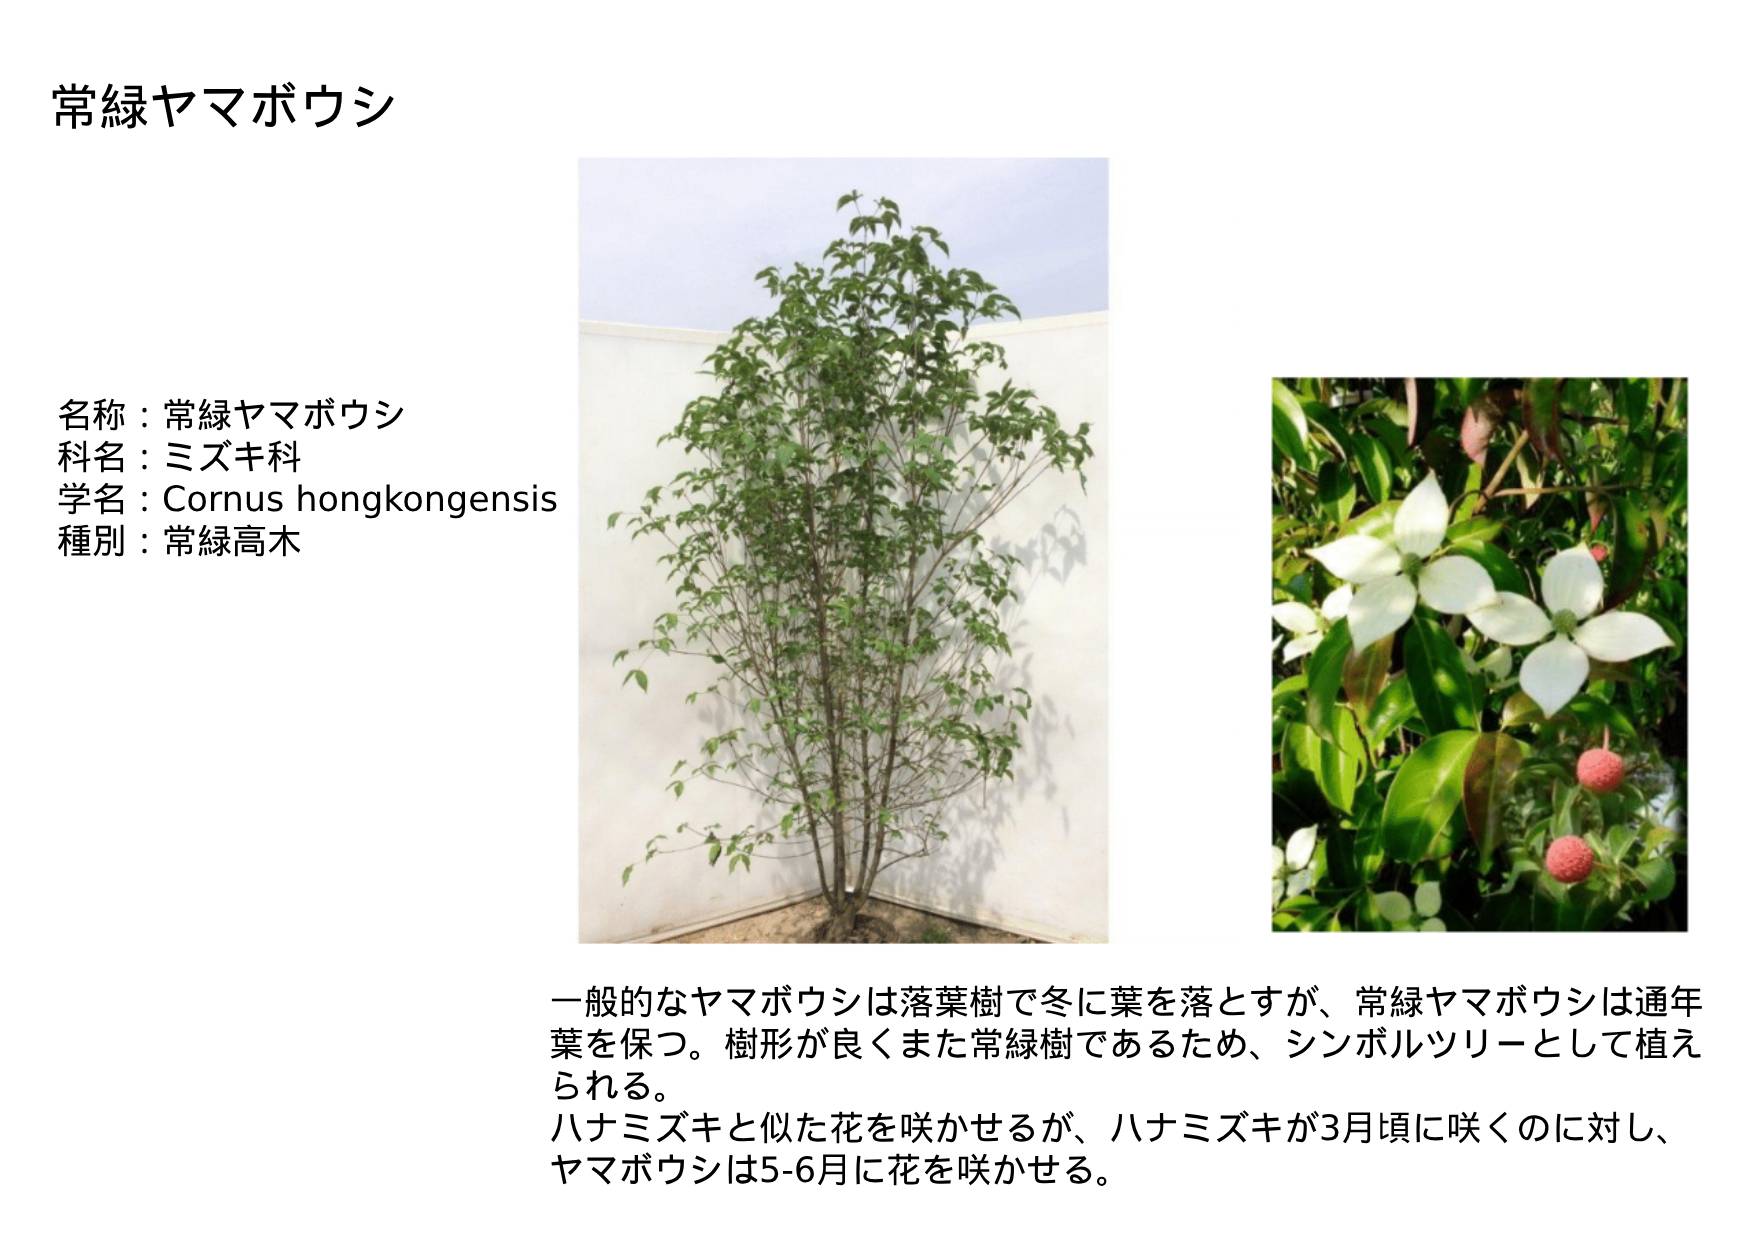 常緑ヤマボウシ
名称：常緑ヤマボウシ
科名：ミズキ科
学名：Cornus hongkongensis
種別：常緑高木
一般的なヤマボウシは落葉樹で冬に葉を落とすが、常緑ヤマボウシは通年
葉を保つ。樹形が良くまた常緑樹であるため、シンボルツリーとして植え
られる。
ハナミズキと似た花を咲かせるが、ハナミズキが3月頃に咲くのに対し、
ヤマボウシは5-6月に花を咲かせる。